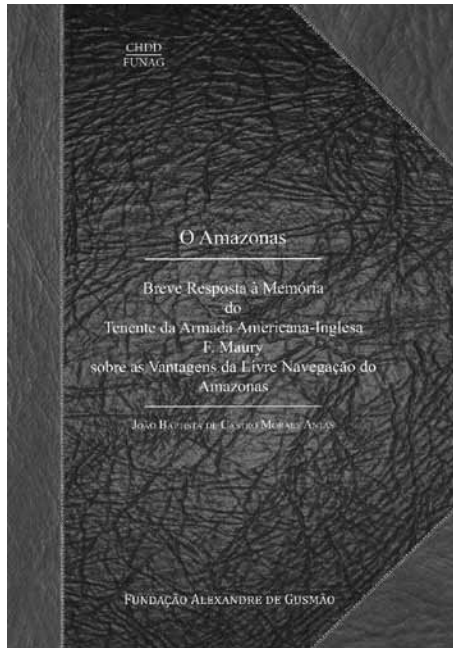 CHDD
FUNAG
O Amazonas
Breve Resposta à Memória
do
Tenente da Armada Americana-Inglesa
F. Maury
sobre as Vantagens da Livre Navegação do
Amazonas
João Baptista de Castro Moraes Antas
Fundação Alexandre de Gusmão